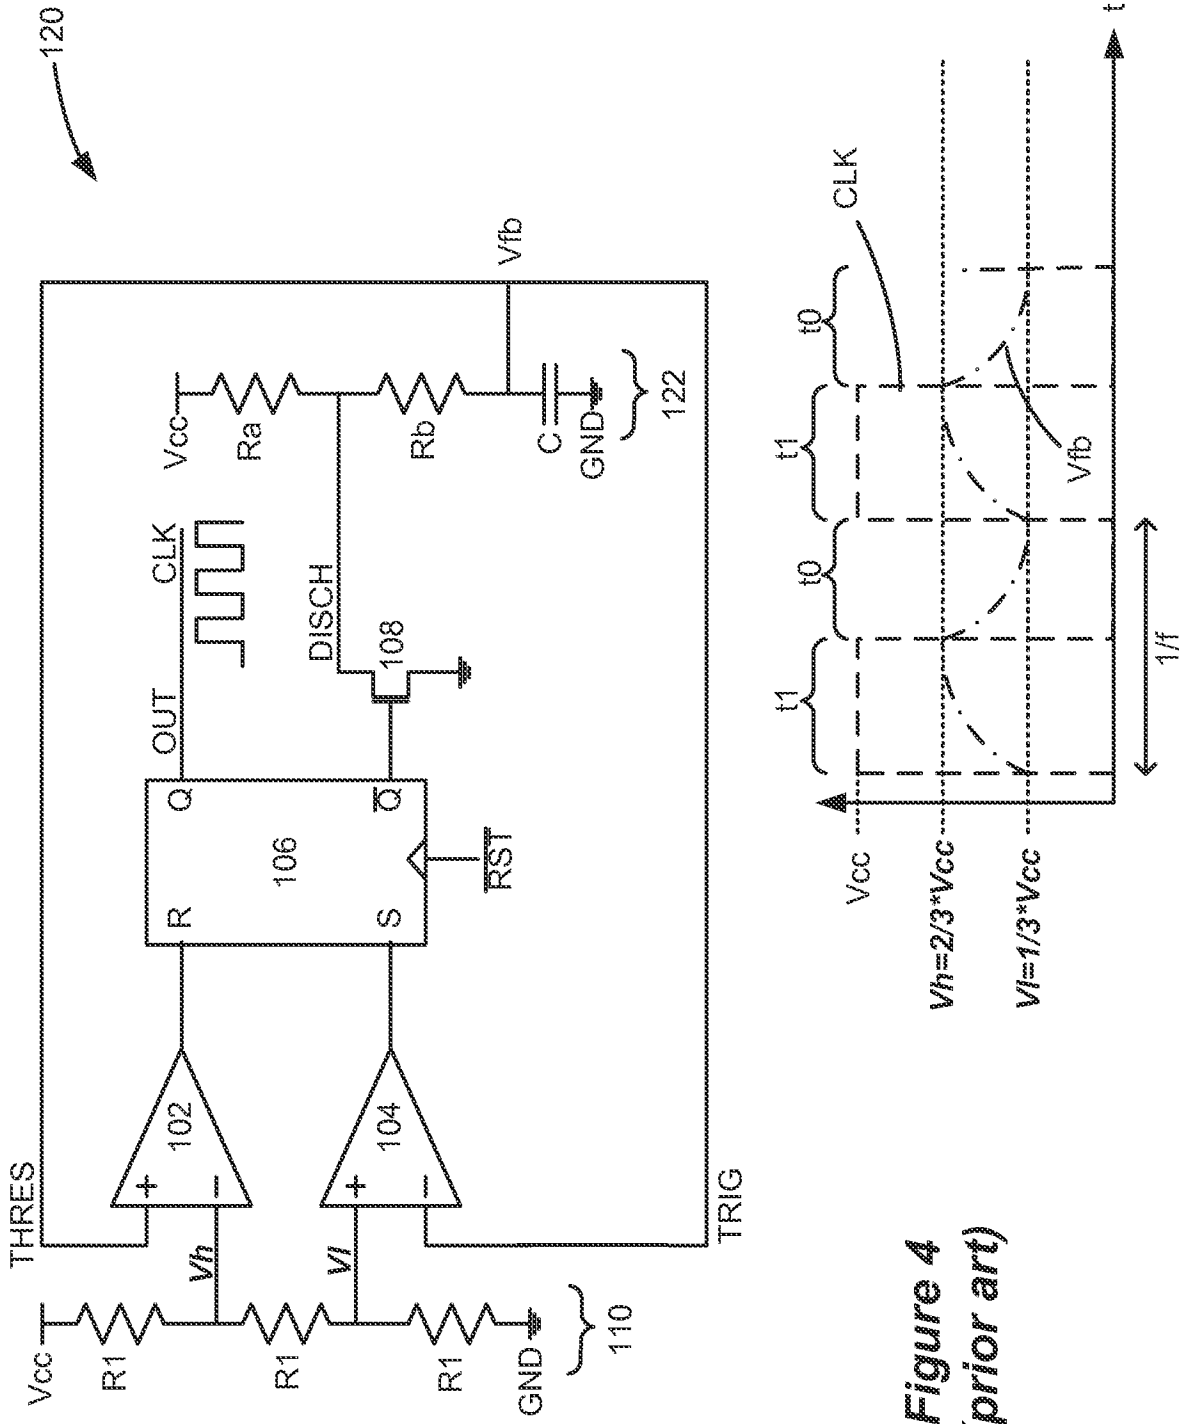 120
THRES
Vcc
R1
Vh
R1
Vl
R1
GND
110
+
−
102
+
−
104
TRIG
R
S
106
Q
Q
RST
OUT
CLK
DISCH
108
Vcc
Ra
Rb
C
GND
122
Vfb
Vcc
Vh=2/3*Vcc
Vl=1/3*Vcc
t1
t0
t1
t0
CLK
Vfb
1/f
t
Figure 4
(prior art)